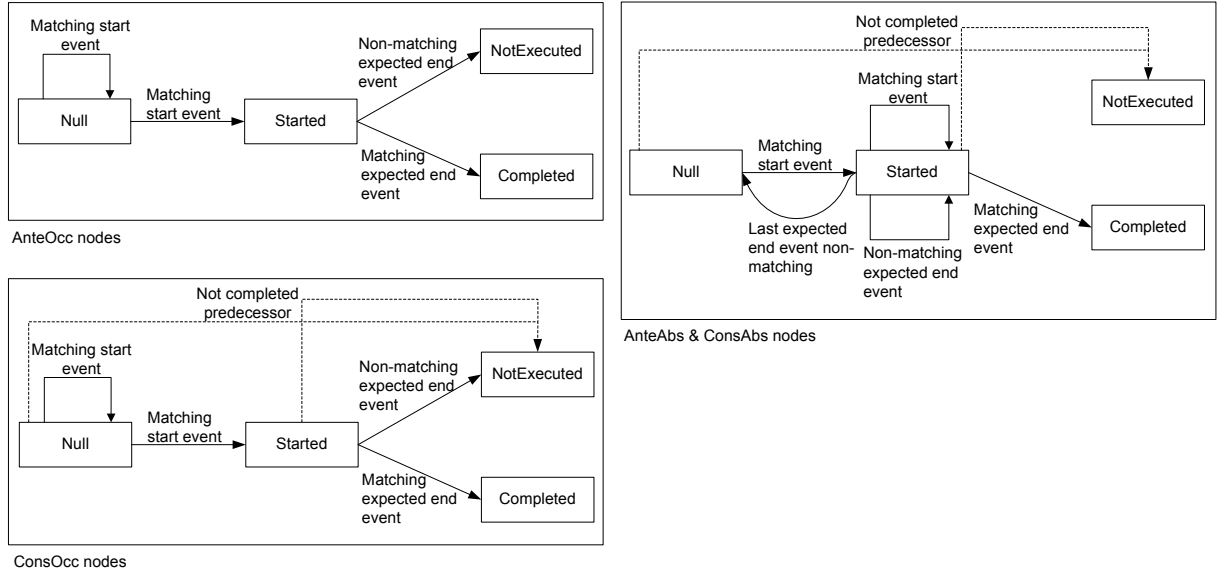 Matching start
event
Null
Matching
start event
Started
Non-matching
expected end
event
NotExecuted
Matching
expected end
event
Completed
AnteOcc nodes
Not completed
predecessor
Matching start
event
Null
Matching
start event
Started
Non-matching
expected end
event
NotExecuted
Matching
expected end
event
Completed
ConsOcc nodes
Not completed
predecessor
Matching start
event
NotExecuted
Null
Matching
start event
Started
Last expected
end event non-
matching
Non-matching
expected end
event
Matching
expected end
event
Completed
AnteAbs & ConsAbs nodes